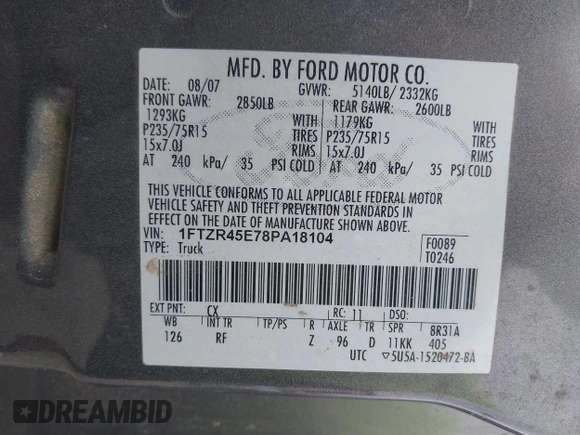 MFD. BY FORD MOTOR CO.
DATE: 08/07 GVWR: 5140LB/ 2332KG
FRONT GAWR: 2850LB REAR GAWR: 2600LB
1293KG WITH 1179KG WITH
P235/75R15 TIRES P235/75R15 TIRES
15x7.0J RIMS 15x7.0J RIMS
AT 240 kPa/ 35 PSI COLD AT 240 kPa/ 35 PSI COLD
THIS VEHICLE CONFORMS TO ALL APPLICABLE FEDERAL MOTOR
VEHICLE SAFETY AND THEFT PREVENTION STANDARDS IN
EFFECT ON THE DATE OF MANUFACTURE SHOWN ABOVE.
VIN: 1FTZR45E78PA18104 F0089
TYPE: Truck T0246
EXT PNT: CX RC: 11 DSO:
WB INT TR TP/PS R AXLE TR SPR 8R31A
126 RF Z 96 D 11KK 405
UTC ▽5U5A-1520472-BA
Ford
DREAMBID